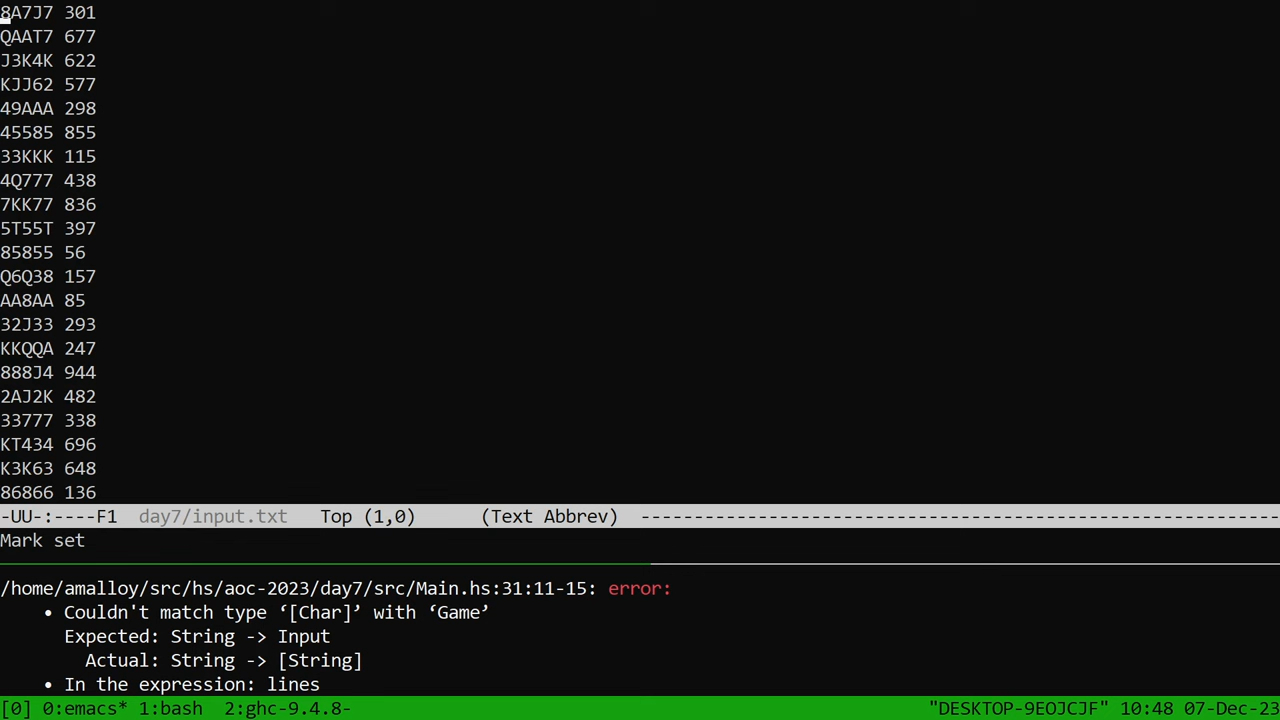 8A7J7 301
QAAT7 677
J3K4K 622
KJJ62 577
49AAA 298
45585 855
33KKK 115
4Q777 438
7KK77 836
5T55T 397
85855 56
Q6Q38 157
AA8AA 85
32J33 293
KKQQA 247
888J4 944
2AJ2K 482
33777 338
KT434 696
K3K63 648
86866 136
-UU-:----F1  day7/input.txt   Top (1,0)      (Text Abbrev) ------------------------------------------------------------
Mark set
/home/amalloy/src/hs/aoc-2023/day7/src/Main.hs:31:11-15: error:
    • Couldn't match type ‘[Char]’ with ‘Game’
      Expected: String -> Input
        Actual: String -> [String]
    • In the expression: lines
[0] 0:emacs* 1:bash  2:ghc-9.4.8- "DESKTOP-9EOJCJF" 10:48 07-Dec-23